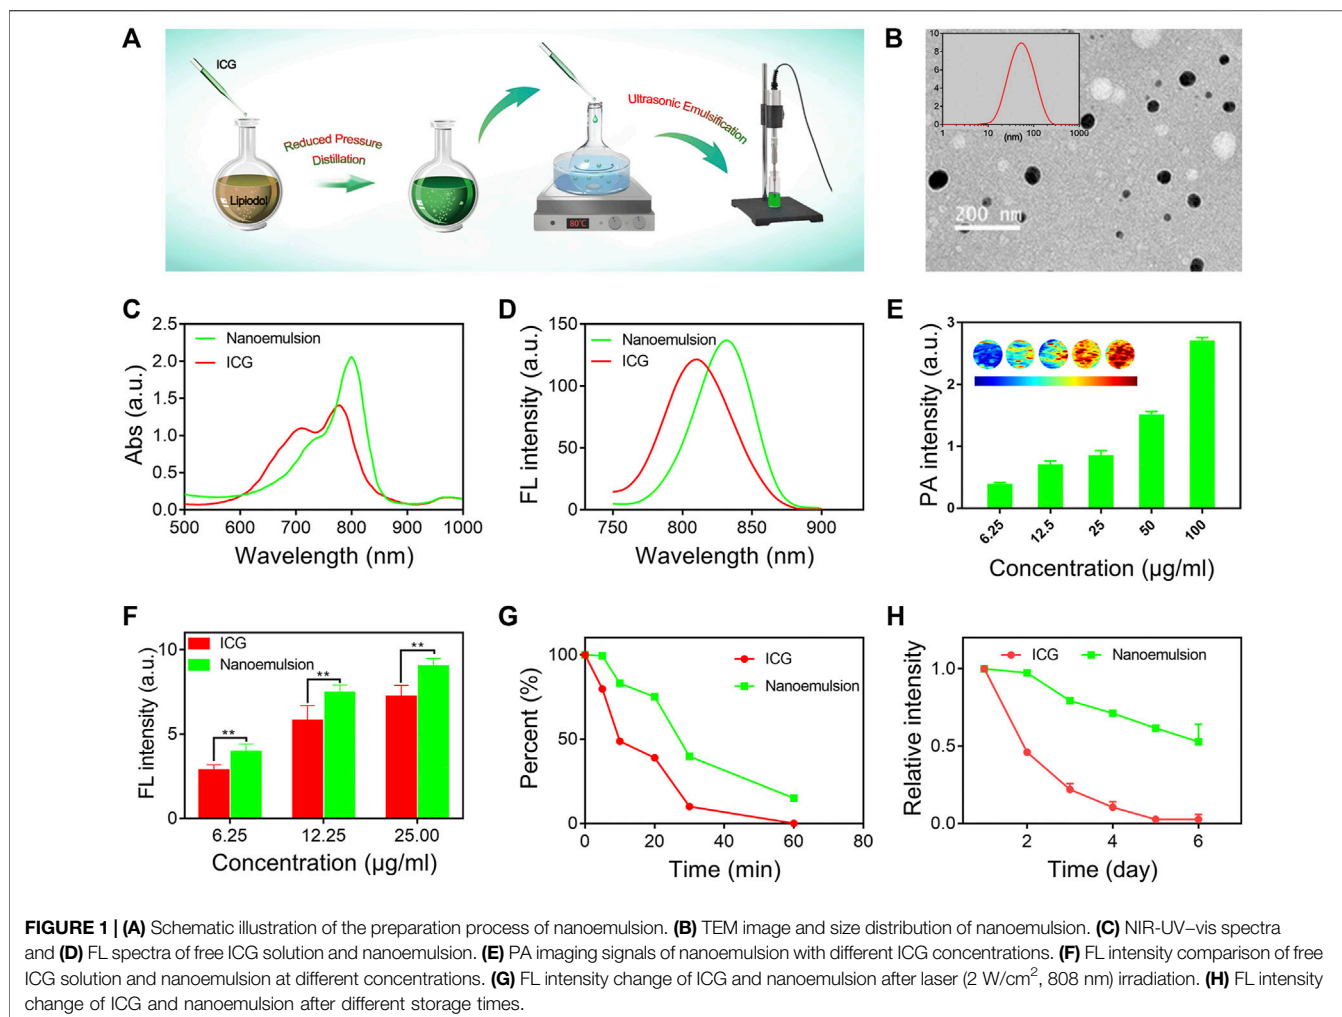 A
ICG
Lipiodol
Reduced Pressure
Distillation
80℃
Ultrasonic Emulsification
B
10
8
6
4
2
0
1 10 100 1000
(nm)
200 nm
C
Abs (a.u.)
2.5
2.0
1.5
1.0
0.5
0.0
Nanoemulsion
ICG
500 600 700 800 900 1000
Wavelength (nm)
D
FL intensity (a.u.)
150
100
50
0
Nanoemulsion
ICG
750 800 850 900
Wavelength (nm)
E
PA intensity (a.u.)
3
2
1
0
6.25 12.5 25 50 100
Concentration (µg/ml)
F
FL intensity (a.u.)
10
5
0
ICG
Nanoemulsion
** ** **
6.25 12.25 25.00
Concentration (µg/ml)
G
Percent (%)
100
50
0
ICG
Nanoemulsion
0 20 40 60 80
Time (min)
H
Relative intensity
1.0
0.5
0.0
ICG Nanoemulsion
2 4 6
Time (day)
FIGURE 1 | (A) Schematic illustration of the preparation process of nanoemulsion. (B) TEM image and size distribution of nanoemulsion. (C) NIR-UV–vis spectra
and (D) FL spectra of free ICG solution and nanoemulsion. (E) PA imaging signals of nanoemulsion with different ICG concentrations. (F) FL intensity comparison of free
ICG solution and nanoemulsion at different concentrations. (G) FL intensity change of ICG and nanoemulsion after laser (2 W/cm², 808 nm) irradiation. (H) FL intensity
change of ICG and nanoemulsion after different storage times.